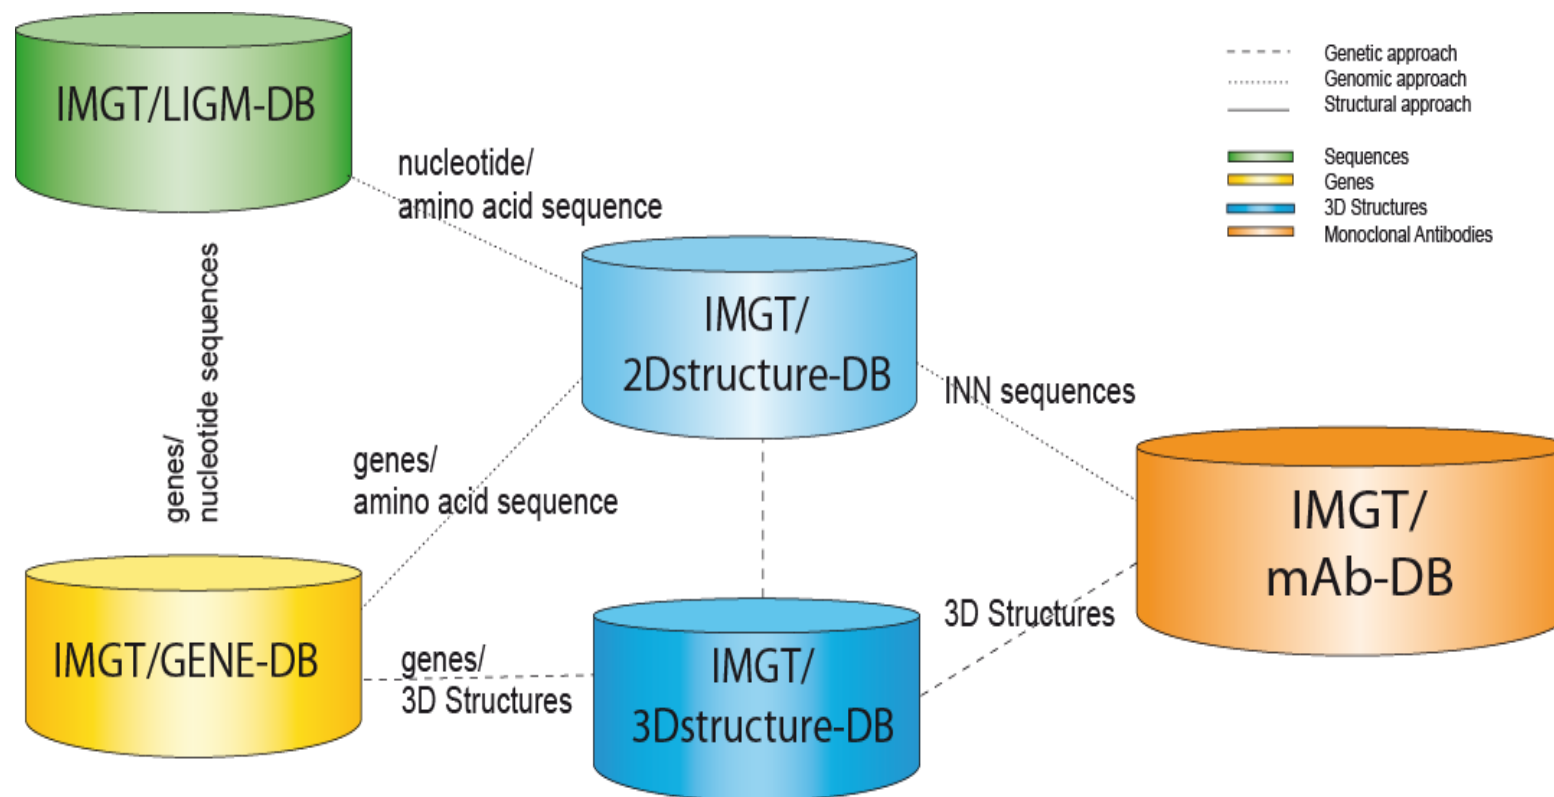 IMGT/LIGM-DB
Genetic approach
Genomic approach
Structural approach
Sequences
Genes
3D Structures
Monoclonal Antibodies
nucleotide/
amino acid sequence
genes/
nucleotide sequences
IMGT/
2Dstructure-DB
INN sequences
genes/
amino acid sequence
IMGT/
mAb-DB
IMGT/GENE-DB
genes/
3D Structures
IMGT/
3Dstructure-DB
3D Structures